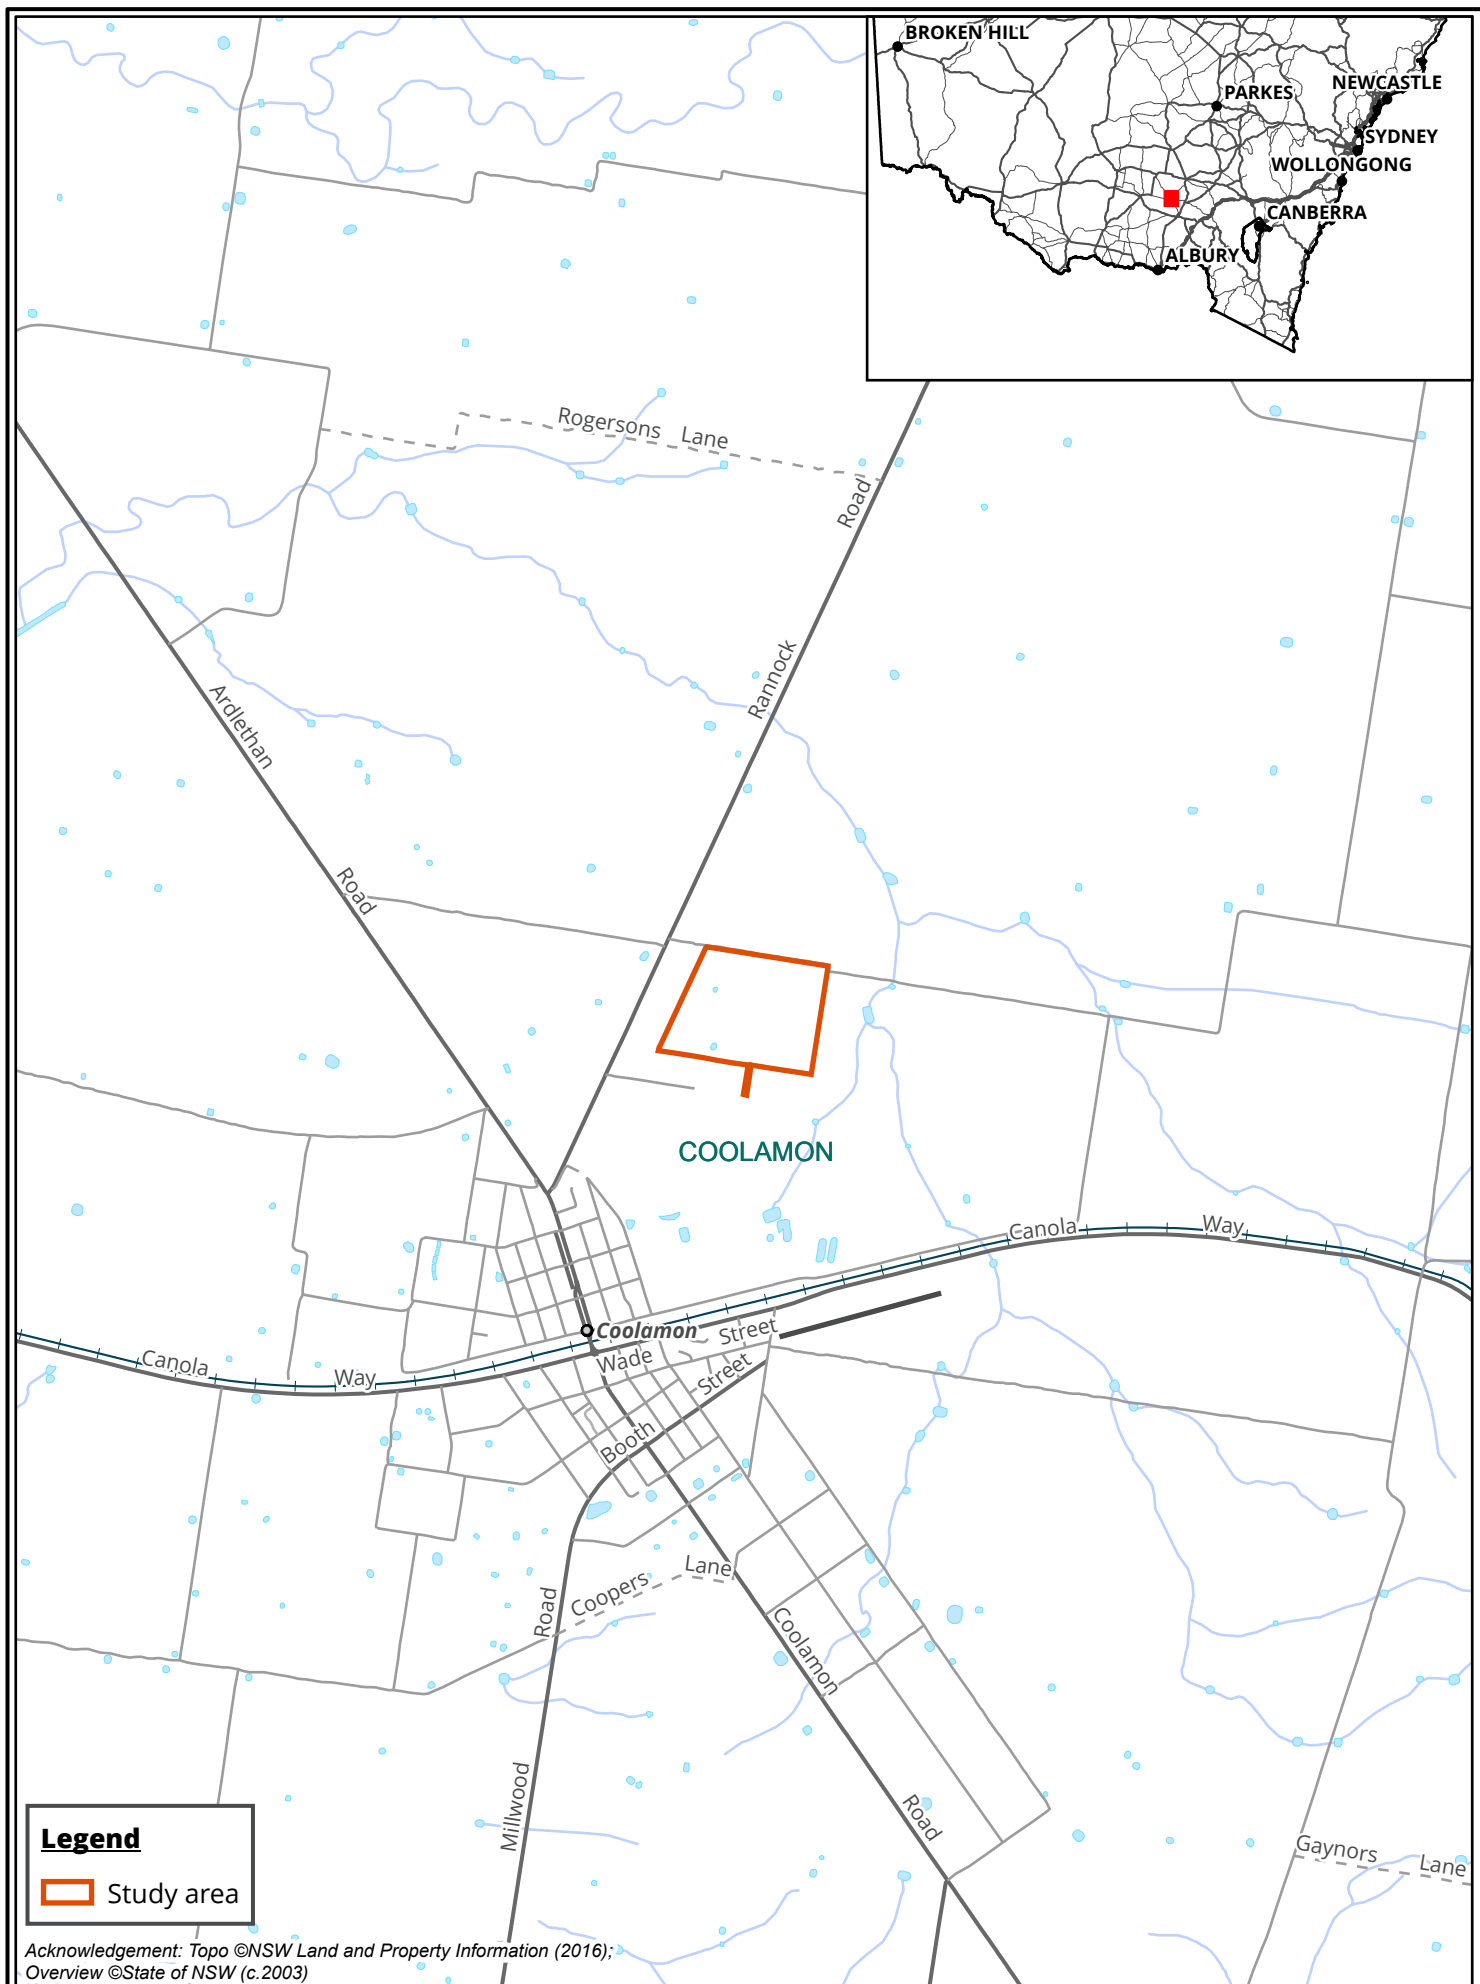 BROKEN HILL
PARKES
NEWCASTLE
SYDNEY
WOLLONGONG
CANBERRA
ALBURY
Rogersons Lane
Rannock Road
Ardlethan Road
COOLAMON
Canola Way
Coolamon
Wade Street
Canola Way
Booth Street
Coopers Lane
Millwood Road
Coolamon Road
Gaynors Lane
Legend
Study area
Acknowledgement: Topo ©NSW Land and Property Information (2016);
Overview ©State of NSW (c.2003)